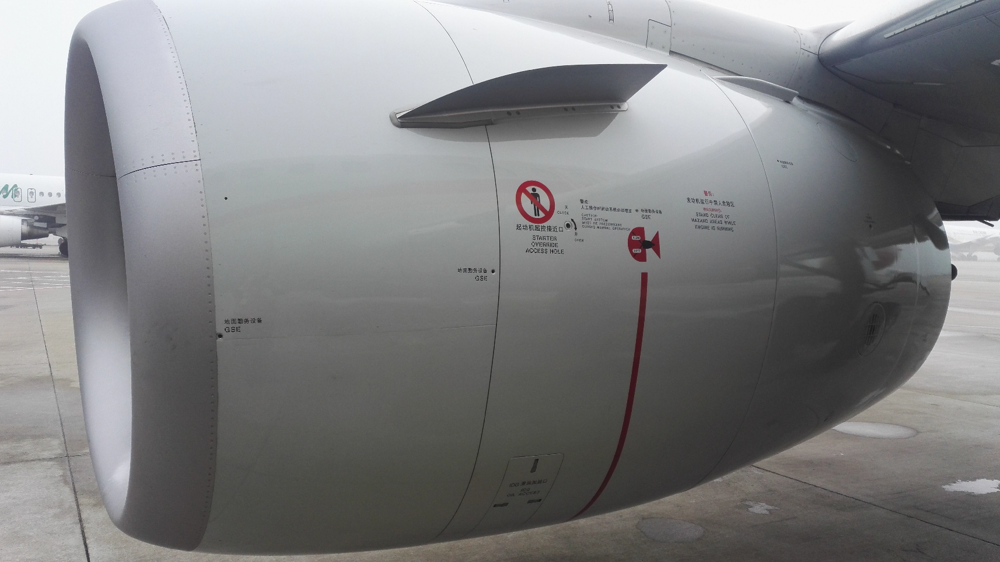 关
CLOSE
起动机超控接近口
STARTER
OVERRIDE
ACCESS HOLE
开
OPEN
警戒:
人工操作时起动系统必须增压
CAUTION:
START SYSTEM
MUST BE PRESSURIZED
DURING MANUAL OPERATION
地面勤务设备
GSE
警告:
发动机运行中禁入危险区
WARNING:
STAND CLEAR OF
HAZARD AREAS WHILE
ENGINE IS RUNNING
地面勤务设备
GSE
地面勤务设备
GSE
IDG滑油加油口
IDG
OIL ACCESS